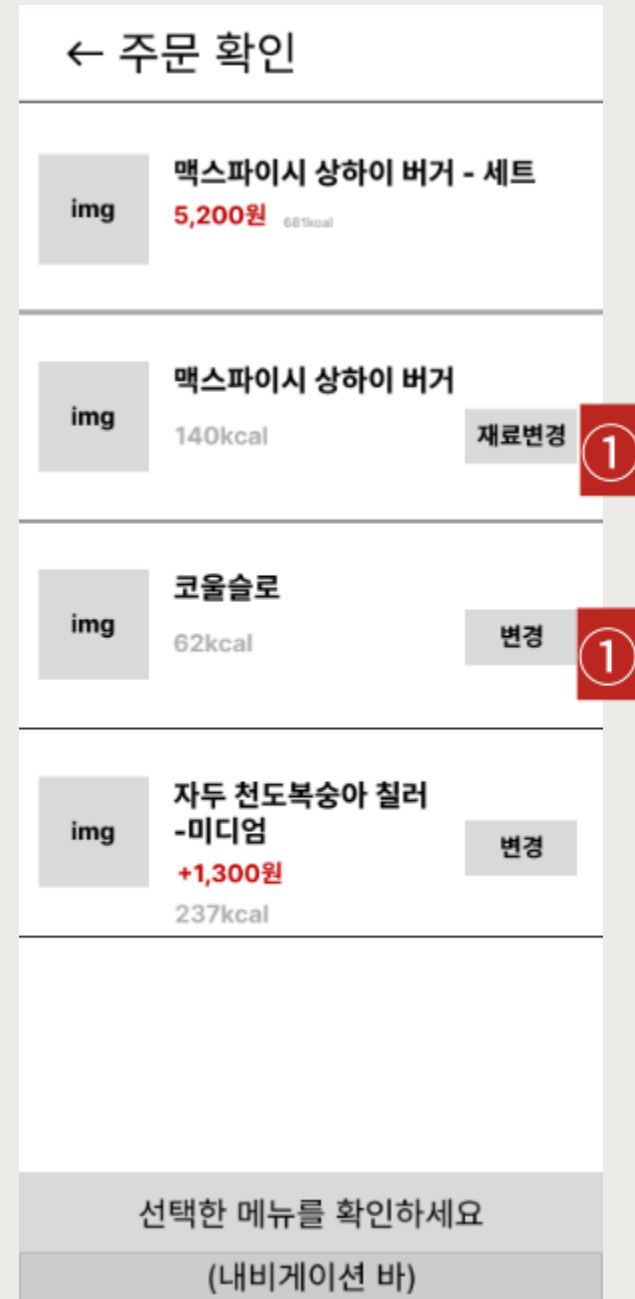 ← 주문 확인
img
맥스파이시 상하이 버거 - 세트
5,200원 681kcal
img
맥스파이시 상하이 버거
140kcal
재료변경
①
img
코울슬로
62kcal
변경
①
img
자두 천도복숭아 칠러
-미디엄
+1,300원
237kcal
변경
선택한 메뉴를 확인하세요
(내비게이션 바)